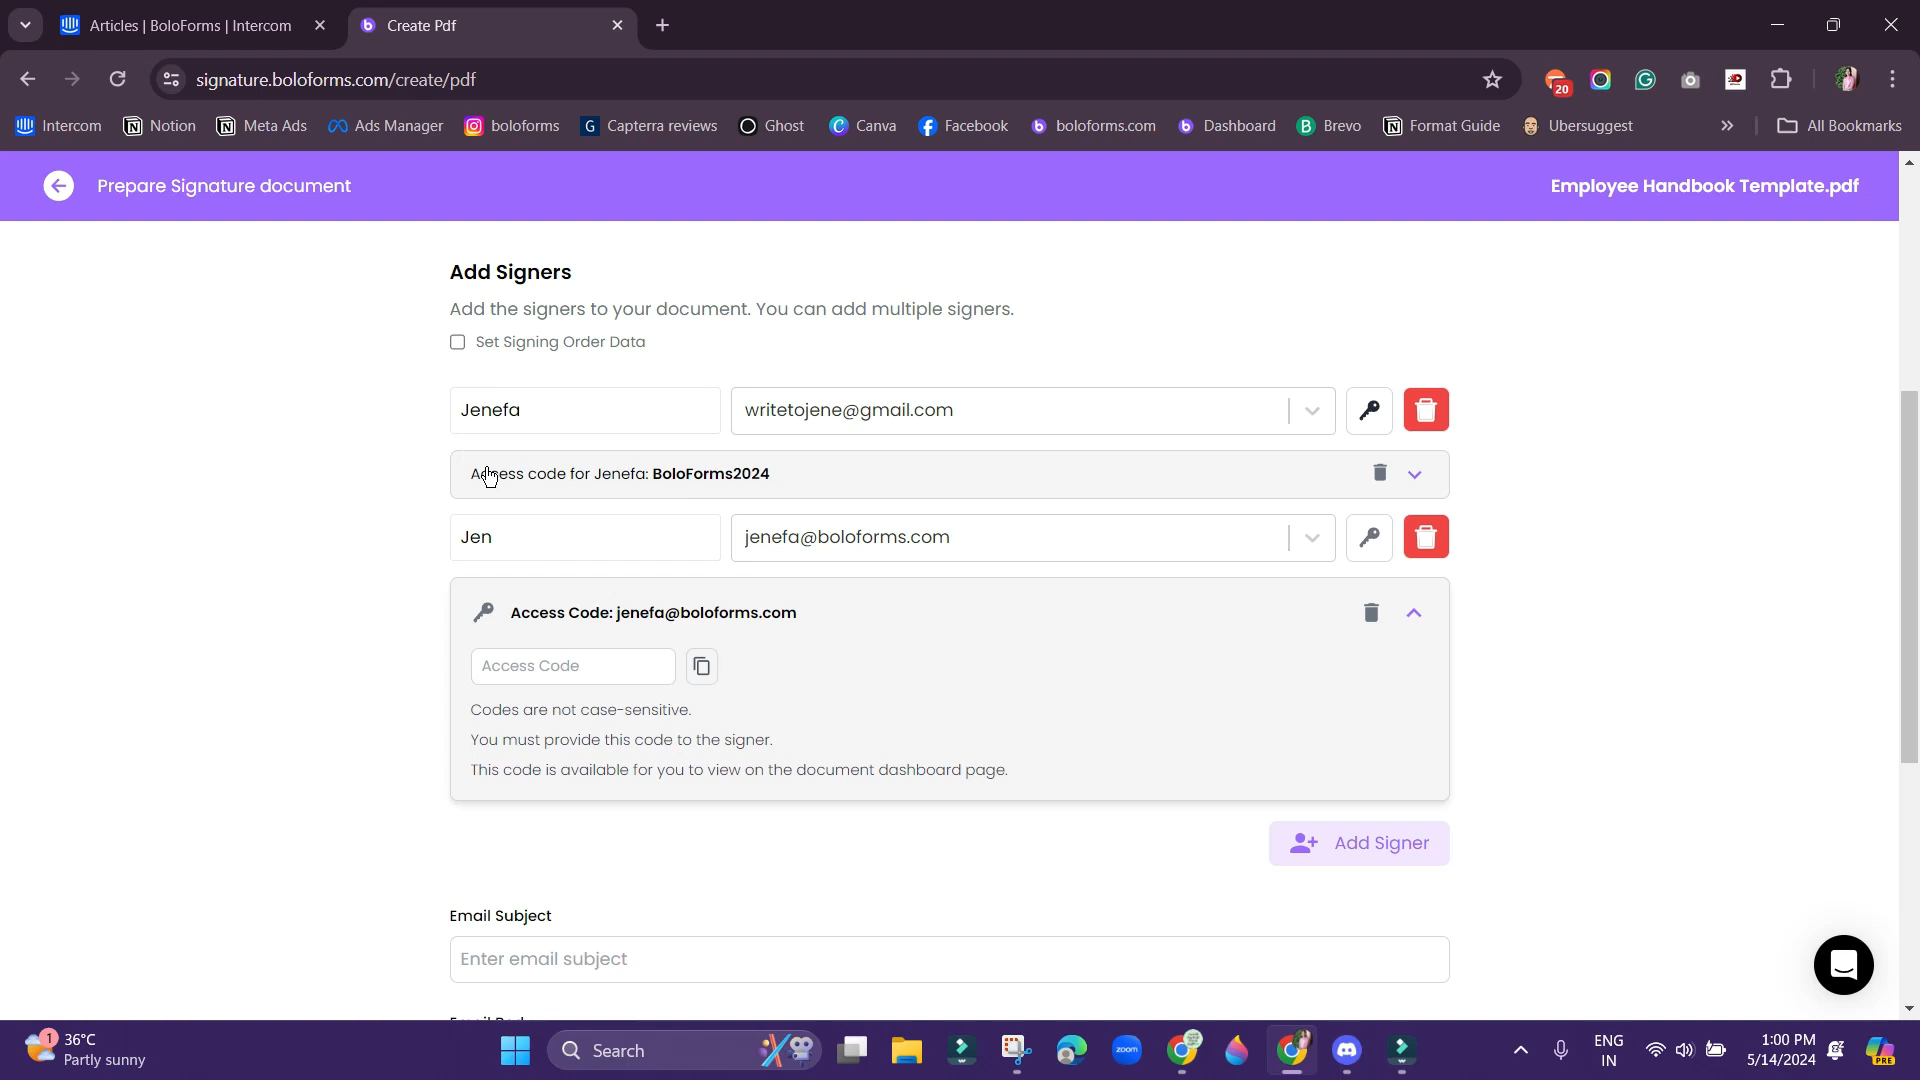 Articles | BoloForms | Intercom
Create Pdf
signature.boloforms.com/create/pdf
20
Intercom
Notion
Meta Ads
Ads Manager
boloforms
G Capterra reviews
Ghost
Canva
Facebook
boloforms.com
Dashboard
B Brevo
Format Guide
Ubersuggest
All Bookmarks
Prepare Signature document
Employee Handbook Template.pdf
Add Signers
Add the signers to your document. You can add multiple signers.
Set Signing Order Data
Jenefa
writetojene@gmail.com
Access code for Jenefa: BoloForms2024
Jen
jenefa@boloforms.com
Access Code: jenefa@boloforms.com
Access Code
Codes are not case-sensitive.
You must provide this code to the signer.
This code is available for you to view on the document dashboard page.
Add Signer
Email Subject
Enter email subject
1
36°C
Partly sunny
Search
zoom
ENG
IN
1:00 PM
5/14/2024
PRE